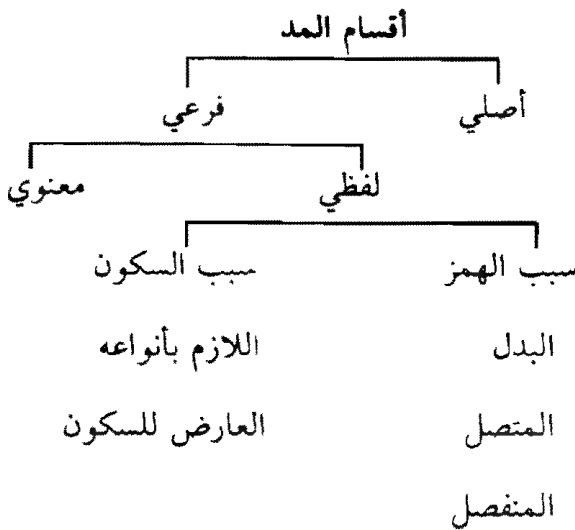 أقسام المد
أصلي فرعي
لفظي معنوي
سبب الهمز سبب السكون
البدل اللازم بأنواعه
المتصل العارض للسكون
المنفصل